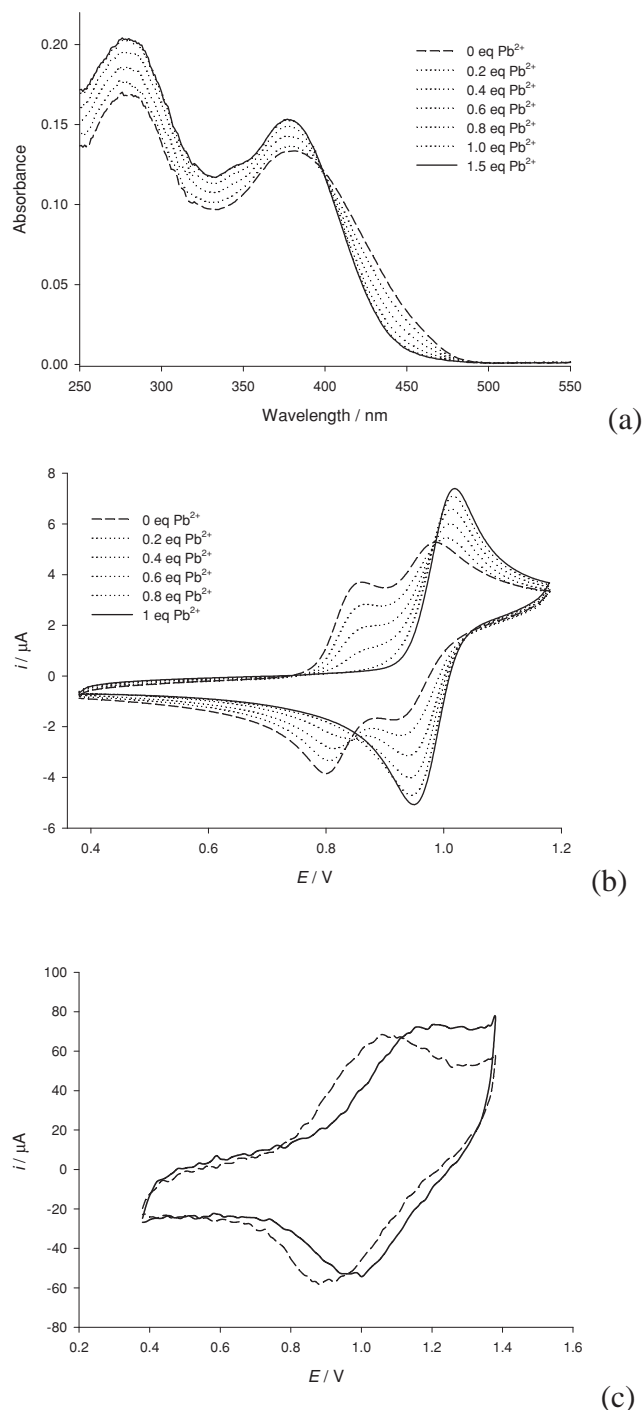 0.20
0.15
0.10
0.05
0.00
Absorbance
0 eq Pb²⁺
0.2 eq Pb²⁺
0.4 eq Pb²⁺
0.6 eq Pb²⁺
0.8 eq Pb²⁺
1.0 eq Pb²⁺
1.5 eq Pb²⁺
250 300 350 400 450 500 550
Wavelength / nm
(a)
8
6
4
2
0
-2
-4
-6
i / µA
0 eq Pb²⁺
0.2 eq Pb²⁺
0.4 eq Pb²⁺
0.6 eq Pb²⁺
0.8 eq Pb²⁺
1 eq Pb²⁺
0.4 0.6 0.8 1.0 1.2
E / V
(b)
100
80
60
40
20
0
-20
-40
-60
-80
i / µA
0.2 0.4 0.6 0.8 1.0 1.2 1.4 1.6
E / V
(c)